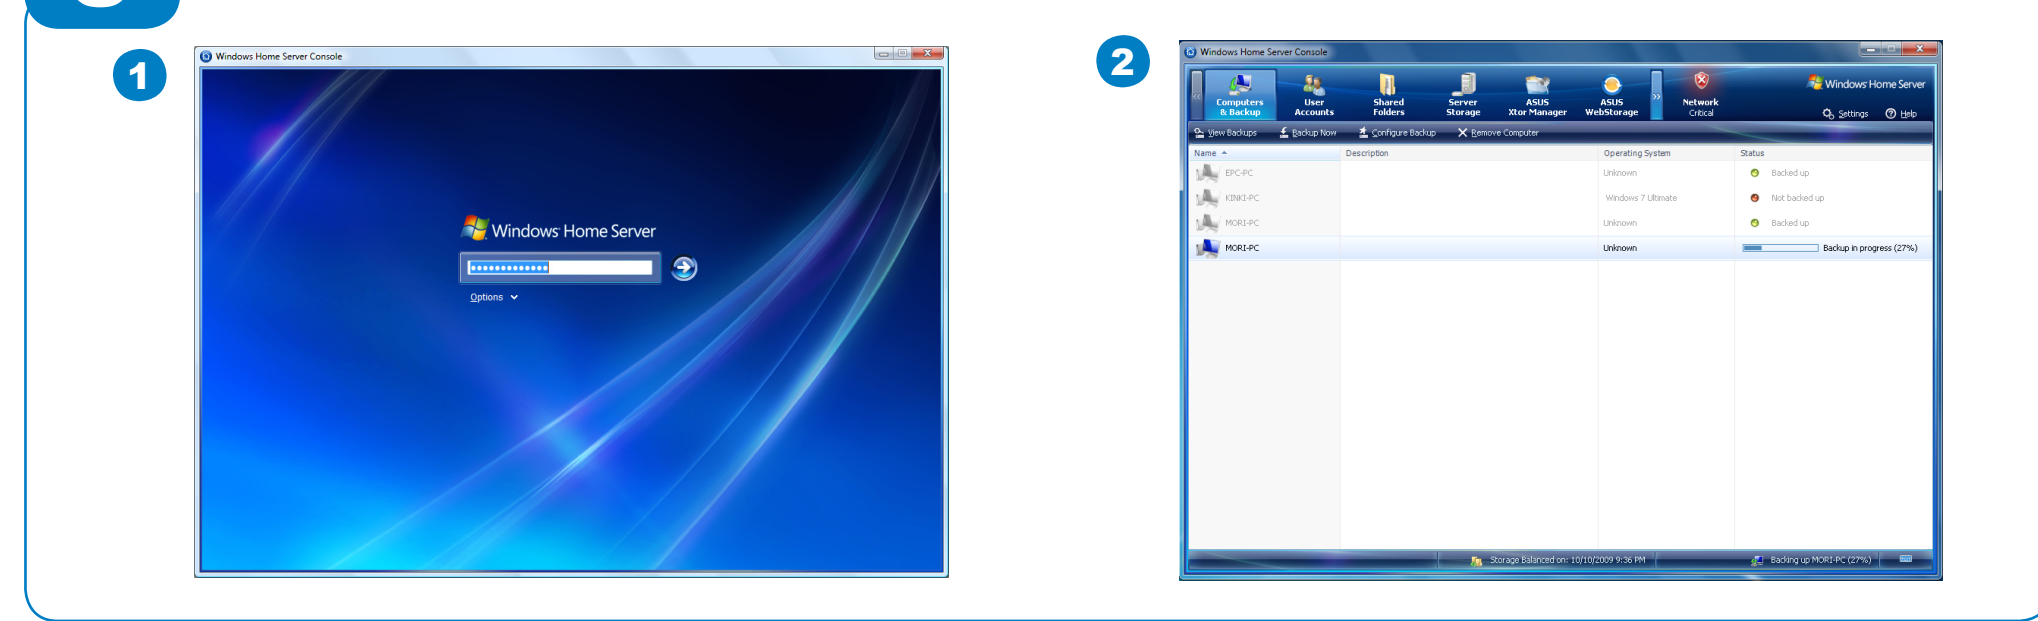 1
Windows Home Server Console
Windows Home Server
Options
2
Windows Home Server Console
Computers & Backup
User Accounts
Shared Folders
Server Storage
ASUS Xtor Manager
ASUS WebStorage
Network Critical
Windows Home Server
Settings Help
View Backups Backup Now Configure Backup Remove Computer
Name Description Operating System Status
EPC-PC Unknown Backed up
KINKI-PC Windows 7 Ultimate Not backed up
MORI-PC Unknown Backed up
MORI-PC Unknown Backup in progress (27%)
Storage Balanced on: 10/10/2009 9:36 PM Backing up MORI-PC (27%)